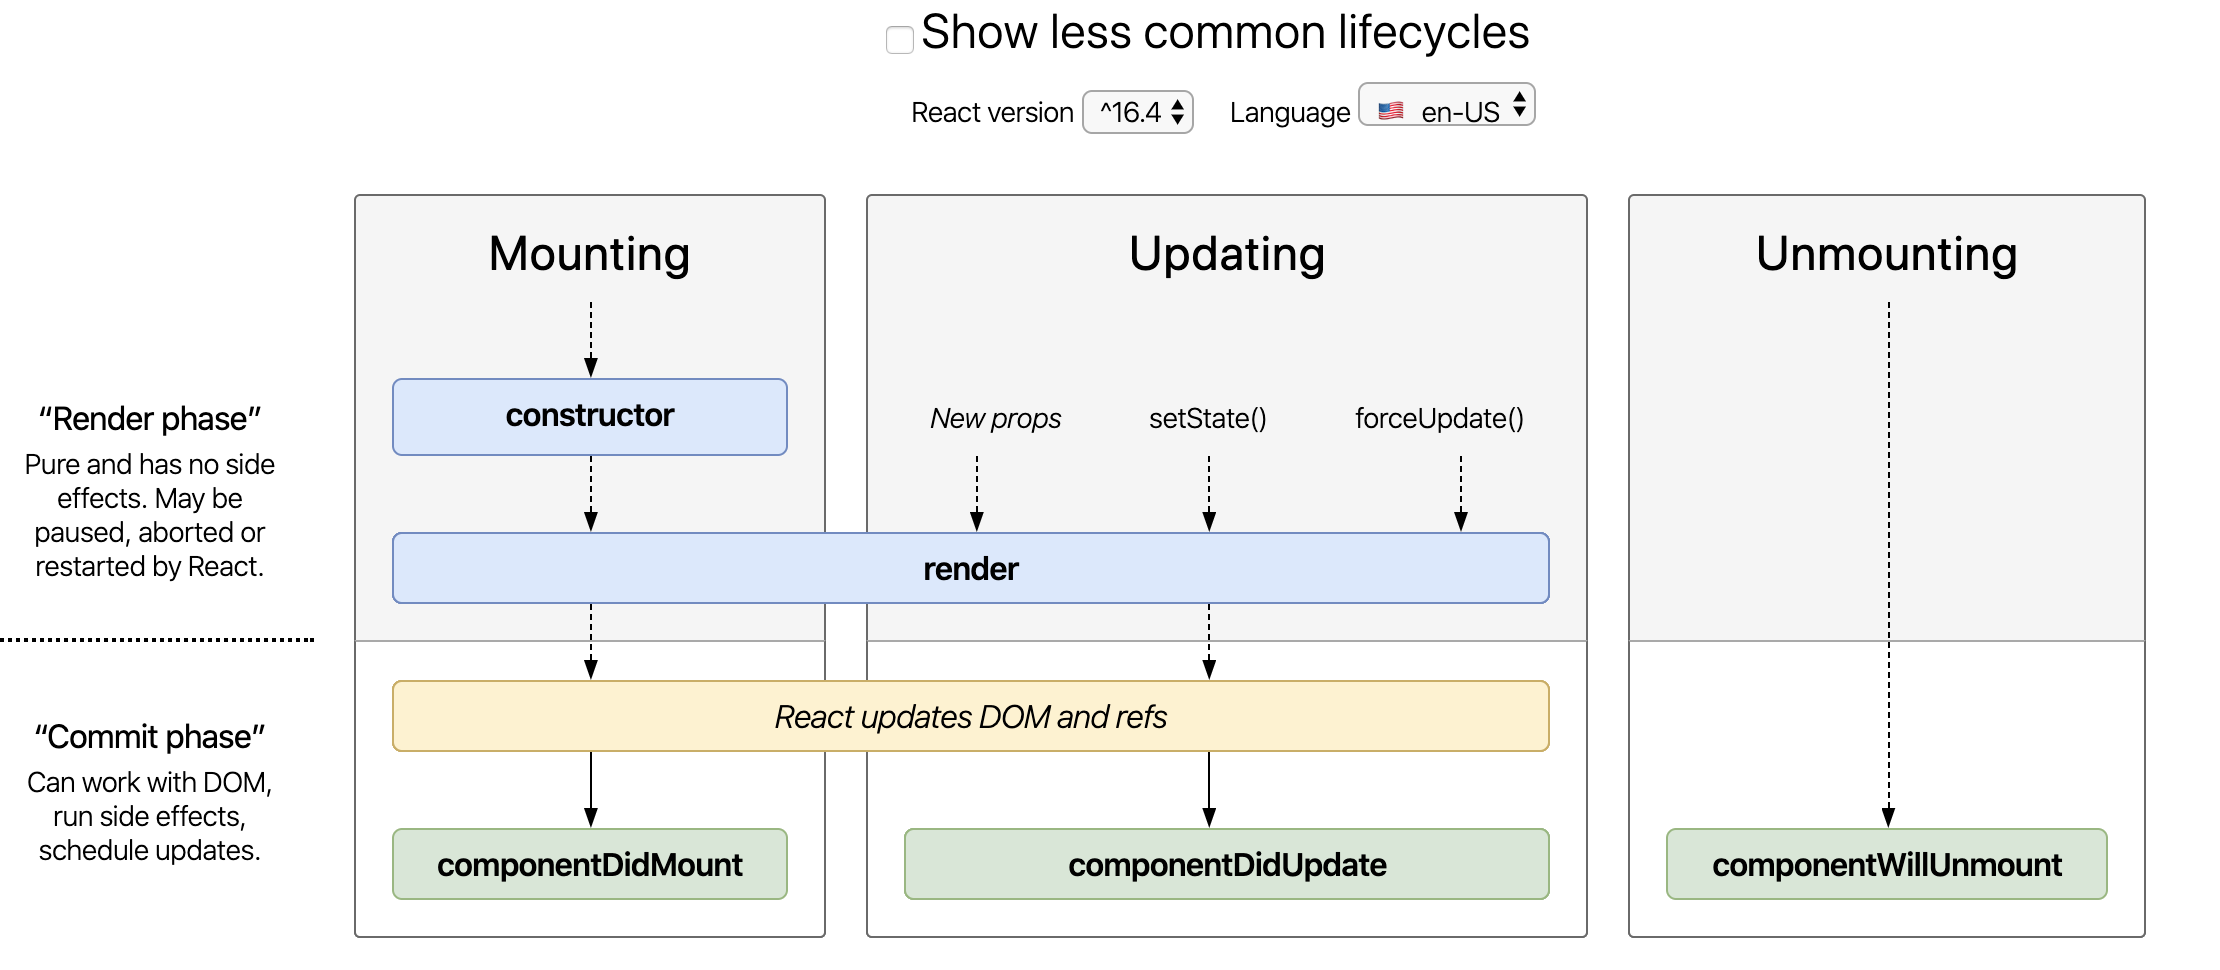 Show less common lifecycles
React version ^16.4 Language 🇺🇸 en-US
Mounting
Updating
Unmounting
“Render phase”
Pure and has no side
effects. May be
paused, aborted or
restarted by React.
constructor
New props
setState()
forceUpdate()
render
“Commit phase”
Can work with DOM,
run side effects,
schedule updates.
React updates DOM and refs
componentDidMount
componentDidUpdate
componentWillUnmount